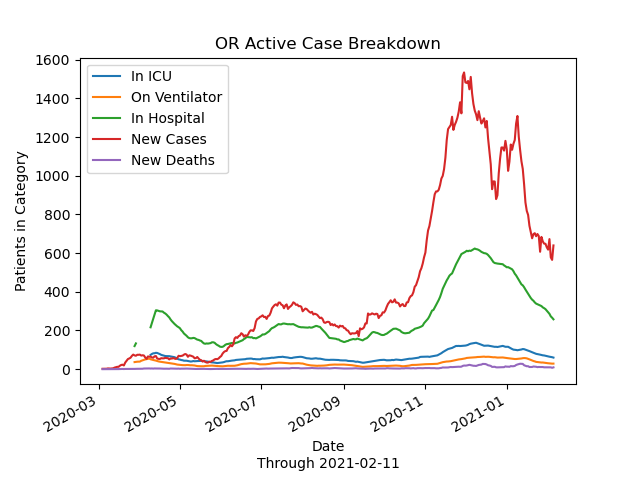 OR Active Case Breakdown
In ICU
On Ventilator
In Hospital
New Cases
New Deaths
Patients in Category
1600
1400
1200
1000
800
600
400
200
0
2020-03
2020-05
2020-07
2020-09
2020-11
2021-01
Date
Through 2021-02-11